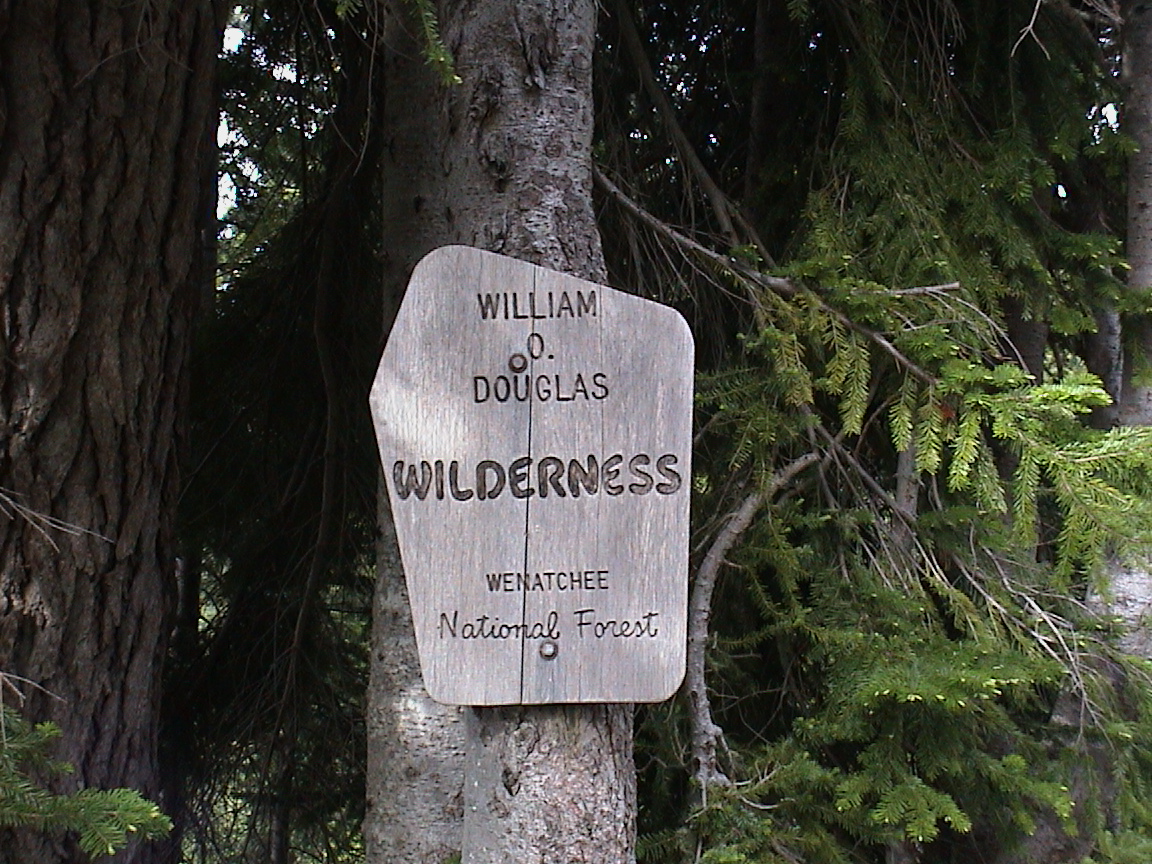 WILLIAM
O.
DOUGLAS
WILDERNESS
WENATCHEE
National Forest